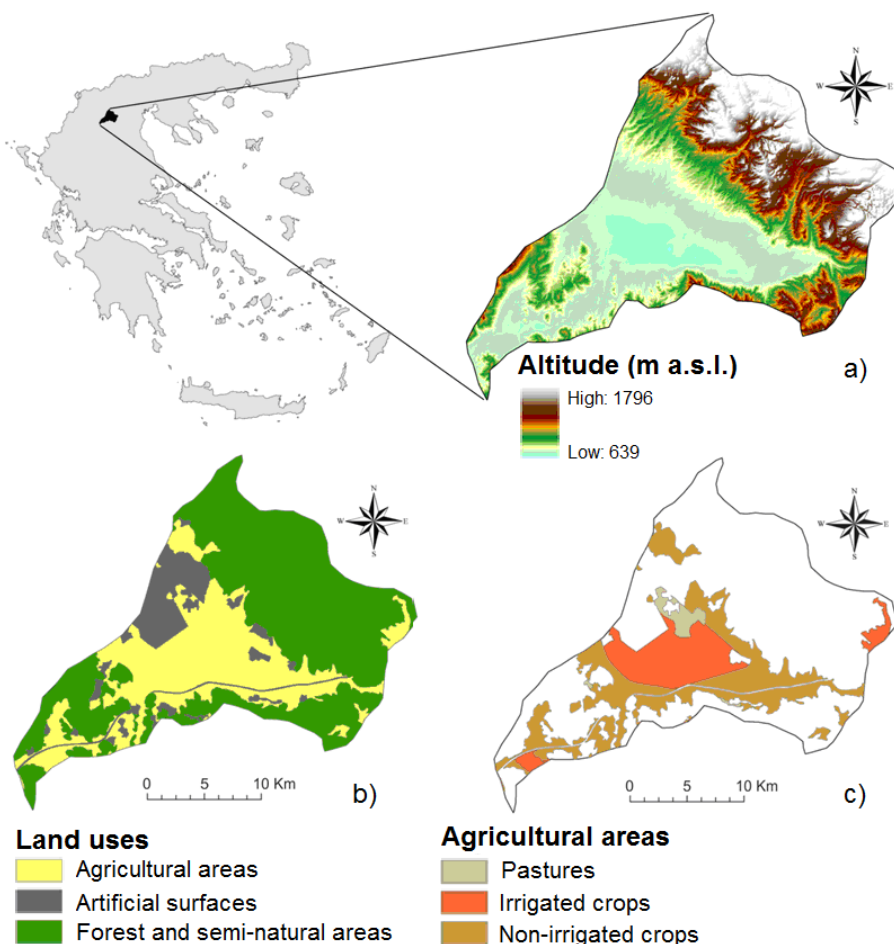 N
W E
S
Altitude (m a.s.l.)
a)
High: 1796
Low: 639
N
W E
S
N
W E
S
0 5 10 Km
b)
0 5 10 Km
c)
Land uses
Agricultural areas
Artificial surfaces
Forest and semi-natural areas
Agricultural areas
Pastures
Irrigated crops
Non-irrigated crops